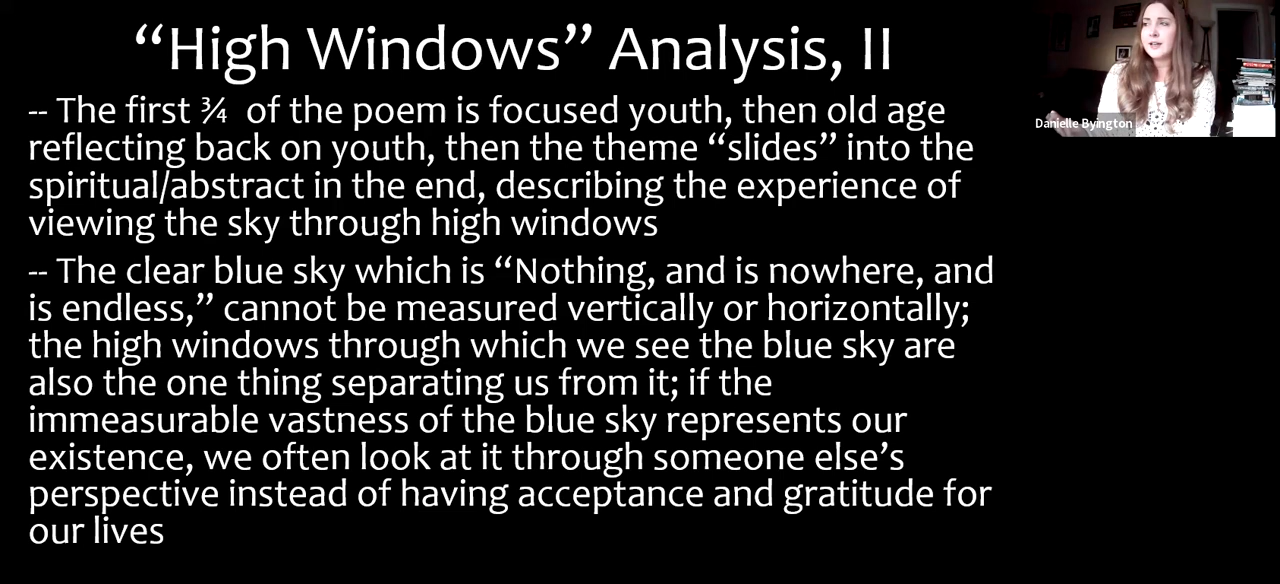 “High Windows” Analysis, II
-- The first ¾ of the poem is focused youth, then old age
reflecting back on youth, then the theme “slides” into the
spiritual/abstract in the end, describing the experience of
viewing the sky through high windows
-- The clear blue sky which is “Nothing, and is nowhere, and
is endless,” cannot be measured vertically or horizontally;
the high windows through which we see the blue sky are
also the one thing separating us from it; if the
immeasurable vastness of the blue sky represents our
existence, we often look at it through someone else’s
perspective instead of having acceptance and gratitude for
our lives
Danielle Byington